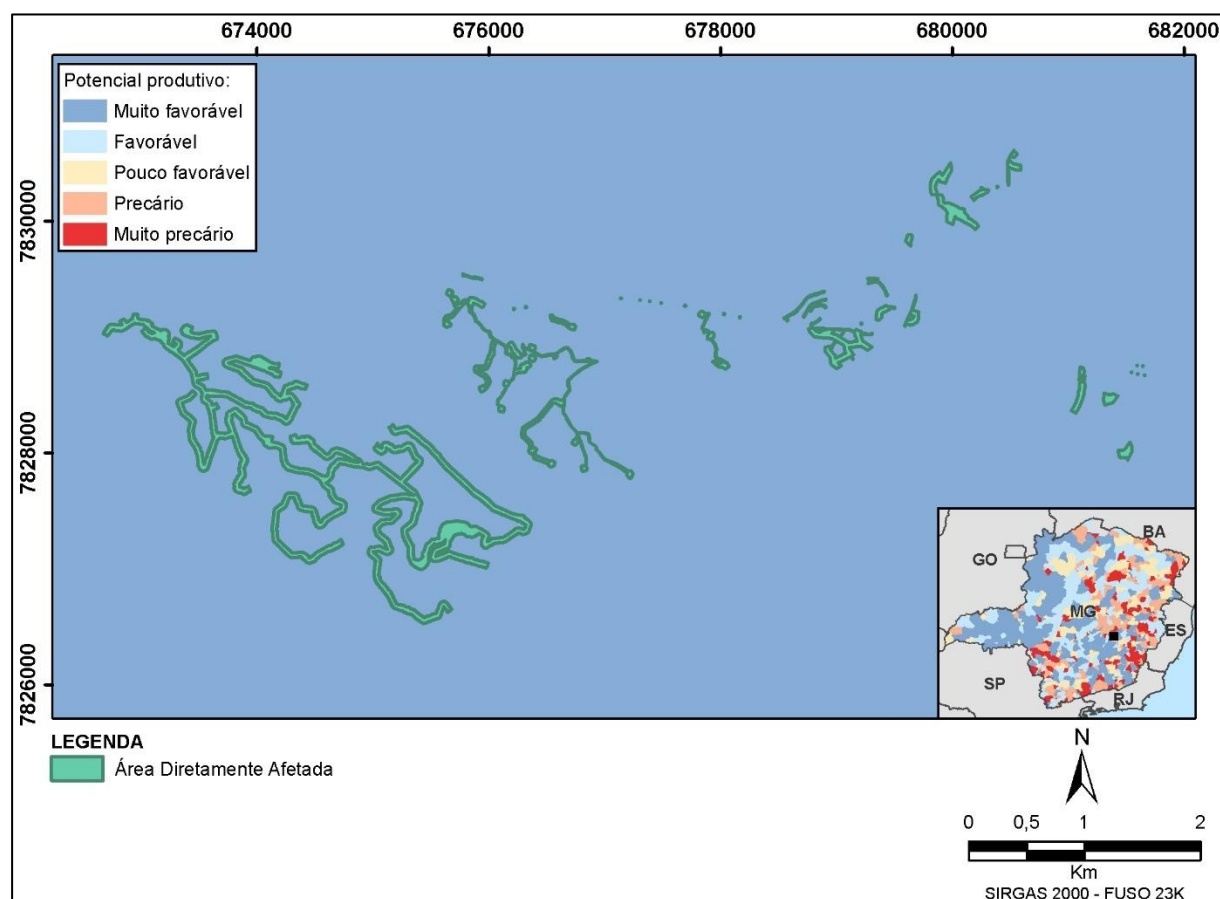 674000 676000 678000 680000 682000
Potencial produtivo:
Muito favorável
Favorável
Pouco favorável
Precário
Muito precário
7830000
7828000
7826000
BA
GO
MG
ES
SP
RJ
LEGENDA
Área Diretamente Afetada
N
0 0,5 1 2
Km
SIRGAS 2000 - FUSO 23K